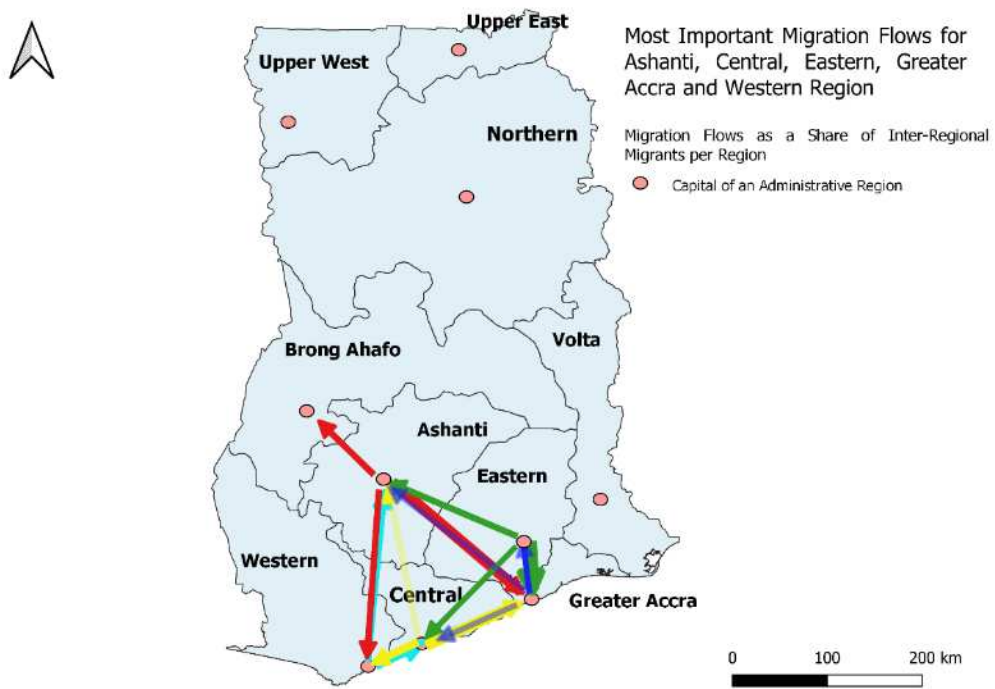 Most Important Migration Flows for
Ashanti, Central, Eastern, Greater
Accra and Western Region
Migration Flows as a Share of Inter-Regional
Migrants per Region
Capital of an Administrative Region
Upper East
Upper West
Northern
Volta
Brong Ahafo
Ashanti
Eastern
Western
Central
Greater Accra
0 100 200 km